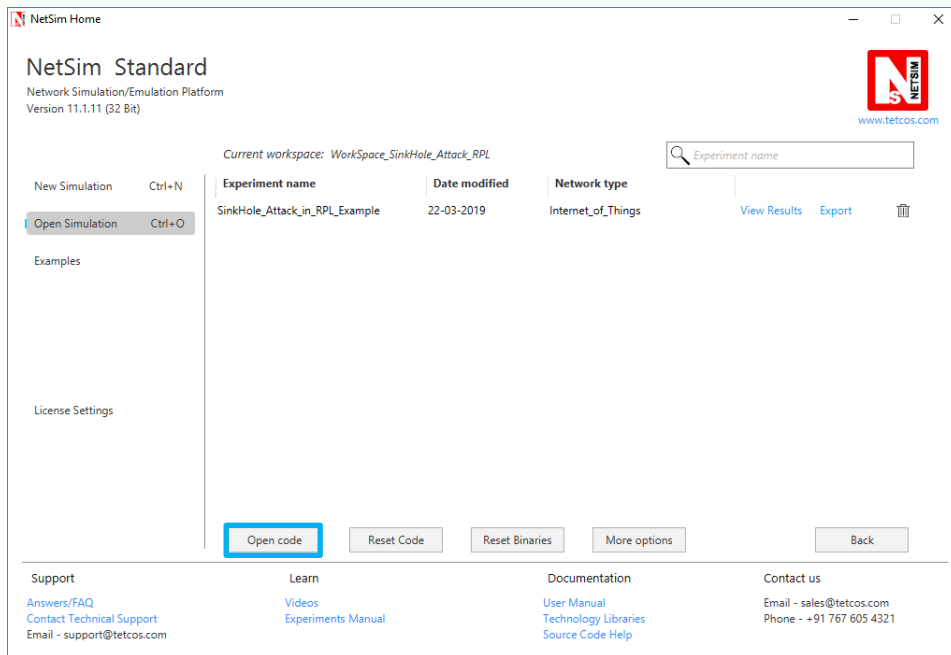 NetSim Home
NetSim Standard
Network Simulation/Emulation Platform
Version 11.1.11 (32 Bit)
NETSIM
www.tetcos.com
Current workspace: WorkSpace_SinkHole_Attack_RPL
Experiment name
New Simulation Ctrl+N
Open Simulation Ctrl+O
Examples
License Settings
Experiment name Date modified Network type
SinkHole_Attack_in_RPL_Example 22-03-2019 Internet_of_Things View Results Export
Open code Reset Code Reset Binaries More options Back
Support
Answers/FAQ
Contact Technical Support
Email - support@tetcos.com
Learn
Videos
Experiments Manual
Documentation
User Manual
Technology Libraries
Source Code Help
Contact us
Email - sales@tetcos.com
Phone - +91 767 605 4321